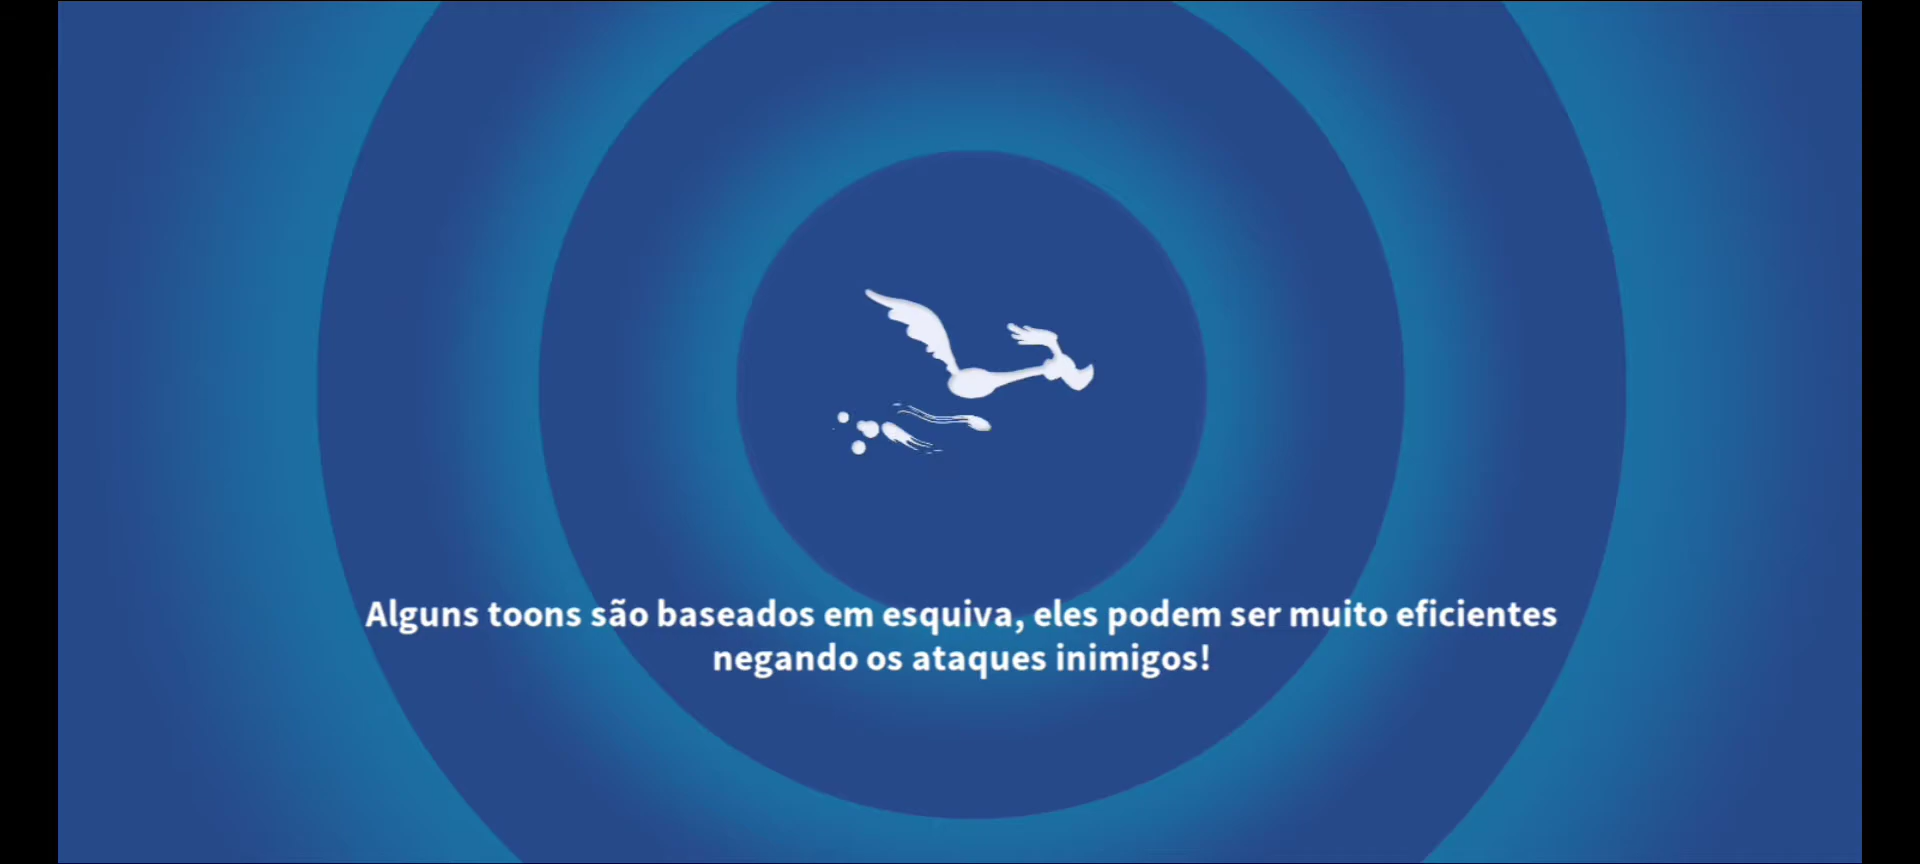 Alguns toons são baseados em esquiva, eles podem ser muito eficientes
negando os ataques inimigos!